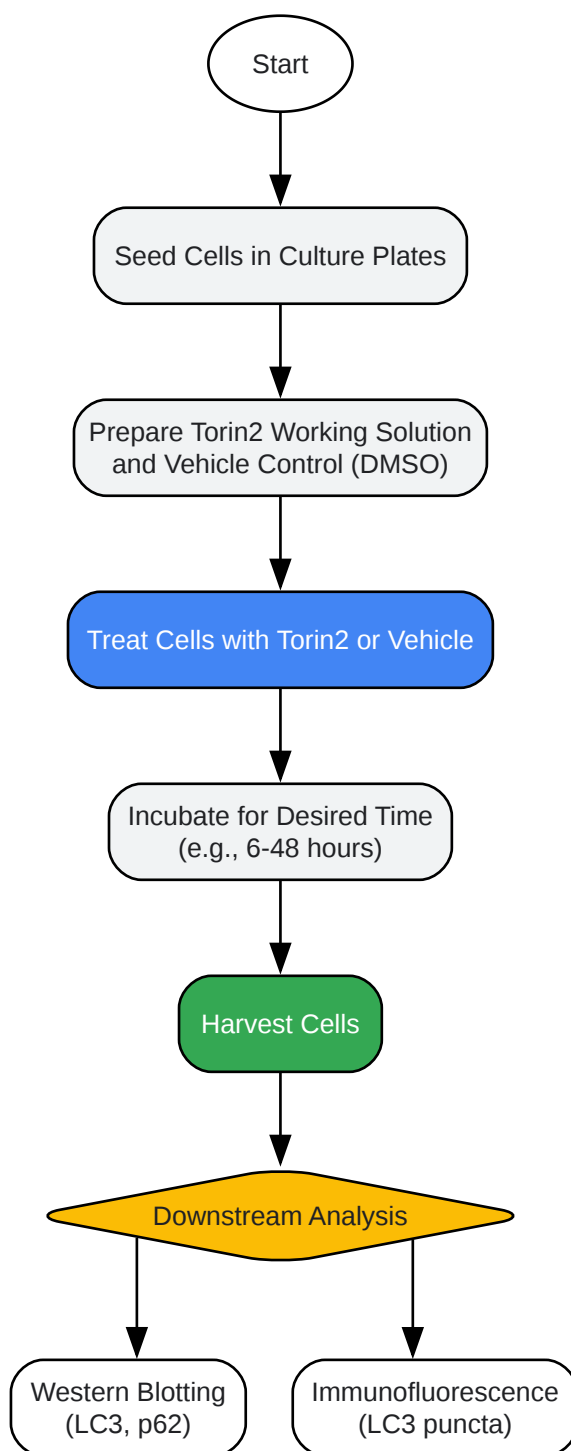 Start
Seed Cells in Culture Plates
Prepare Torin2 Working Solution
and Vehicle Control (DMSO)
Treat Cells with Torin2 or Vehicle
Incubate for Desired Time
(e.g., 6-48 hours)
Harvest Cells
Downstream Analysis
Western Blotting
(LC3, p62)
Immunofluorescence
(LC3 puncta)